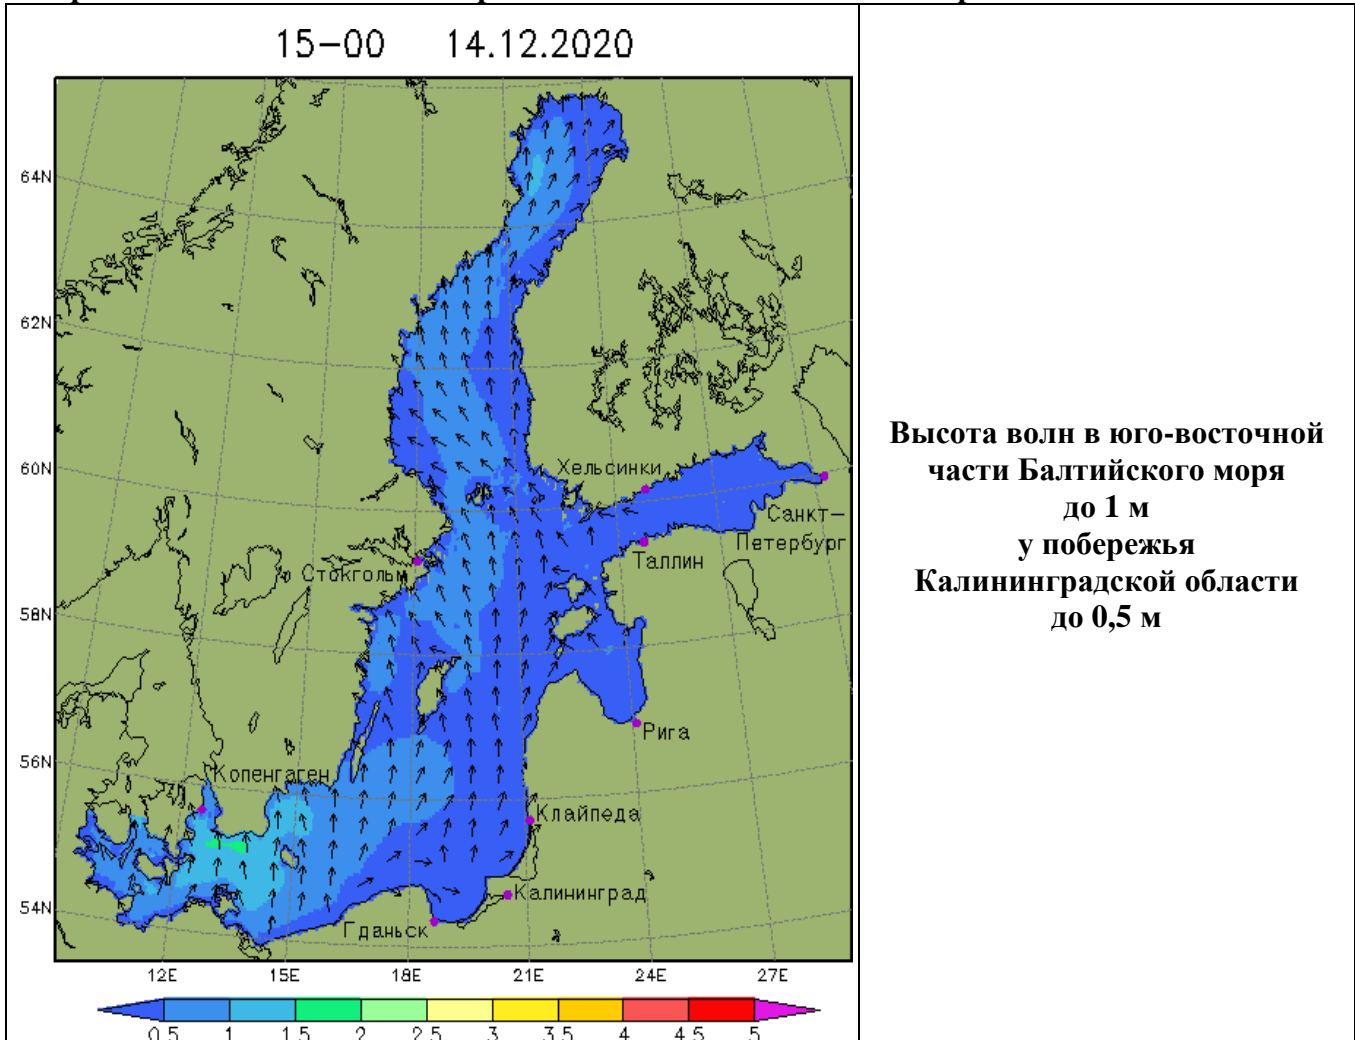 15-00 14.12.2020
64N
62N
60N
58N
56N
54N
Хельсинки
Санкт-
Петербург
Таллин
Стокгольм
Рига
Копенгаген
Клайпеда
Калининград
Гданьск
12E 15E 18E 21E 24E 27E
0.5 1 1.5 2 2.5 3 3.5 4 4.5 5
Высота волн в юго-восточной
части Балтийского моря
до 1 м
у побережья
Калининградской области
до 0,5 м